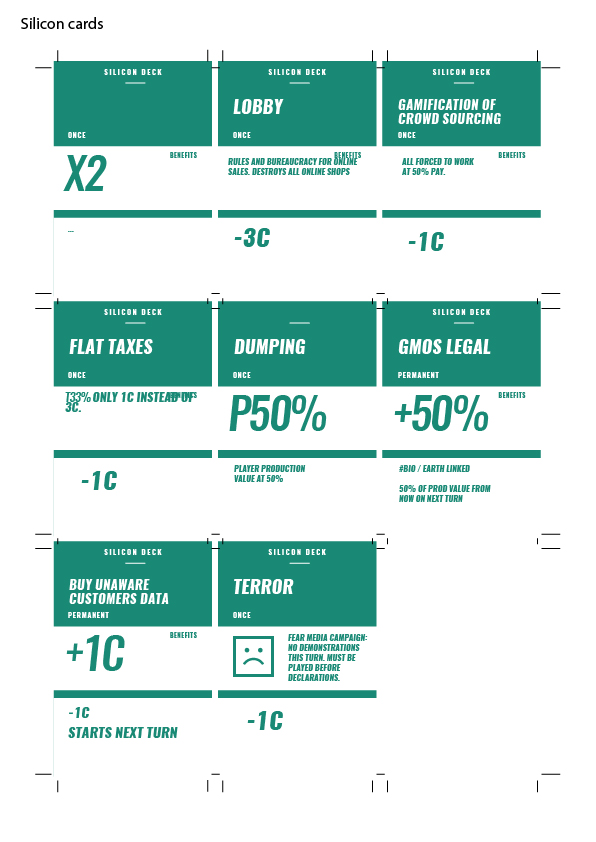 Silicon cards
SILICON DECK
ONCE
BENEFITS
X2
---
SILICON DECK
LOBBY
ONCE
BENEFITS
RULES AND BUREAUCRACY FOR ONLINE
SALES. DESTROYS ALL ONLINE SHOPS
-3C
SILICON DECK
GAMIFICATION OF
CROWD SOURCING
ONCE
BENEFITS
ALL FORCED TO WORK
AT 50% PAY.
-1C
SILICON DECK
FLAT TAXES
ONCE
BENEFITS
T33% ONLY 1C INSTEAD OF
3C.
-1C
DUMPING
ONCE
P50%
PLAYER PRODUCTION
VALUE AT 50%
SILICON DECK
GMOS LEGAL
PERMANENT
BENEFITS
+50%
#BIO / EARTH LINKED
50% OF PROD VALUE FROM
NOW ON NEXT TURN
SILICON DECK
BUY UNAWARE
CUSTOMERS DATA
PERMANENT
BENEFITS
+1C
-1C
STARTS NEXT TURN
SILICON DECK
TERROR
ONCE
FEAR MEDIA CAMPAIGN:
NO DEMONSTRATIONS
THIS TURN. MUST BE
PLAYED BEFORE
DECLARATIONS.
-1C